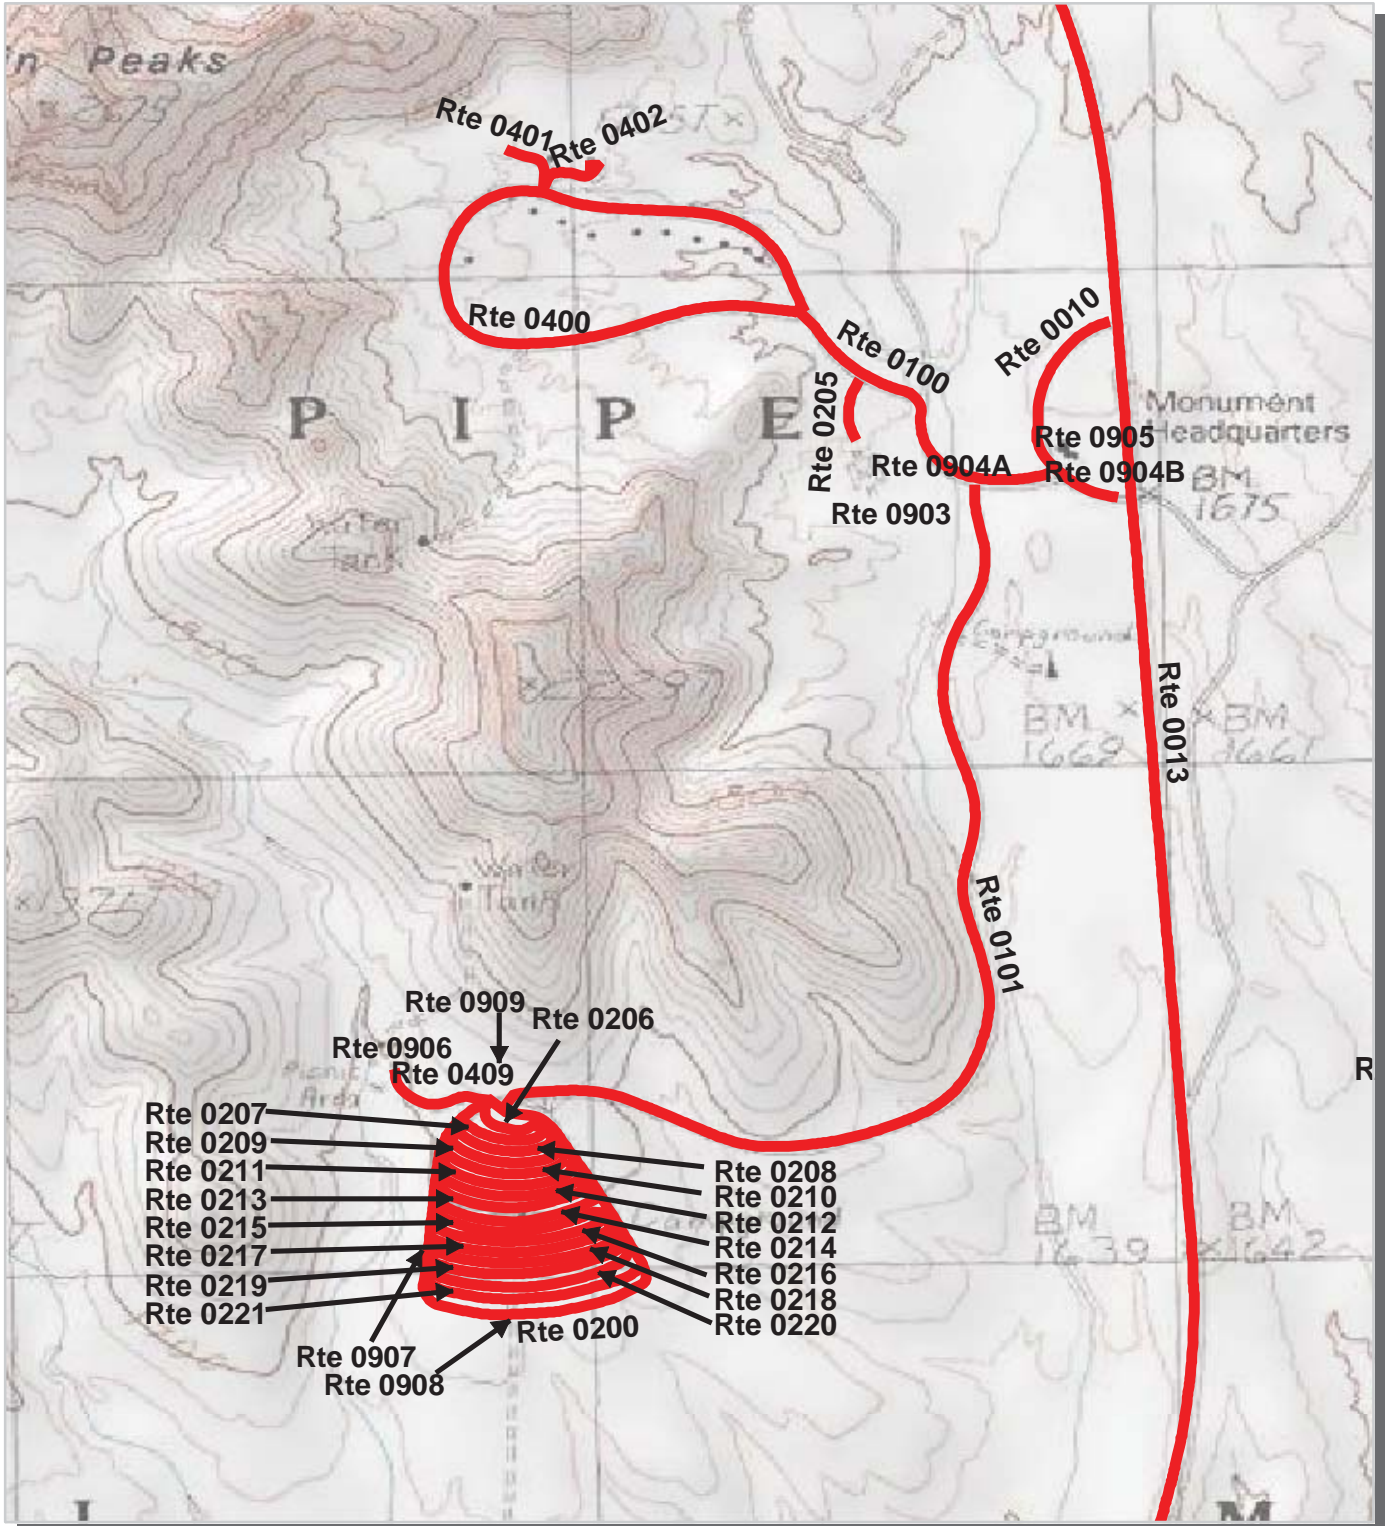 in Peaks
Rte 0401
Rte 0402
Rte 0400
Rte 0100
Rte 0010
Rte 0205
P I P E
Monument
Headquarters
Rte 0905
Rte 0904A
Rte 0904B
BM
1675
Rte 0903
Water
Tank
Campground
Rte 0013
BM
1669
BM
1661
Water
Tank
Rte 0101
Rte 0909
Rte 0206
Rte 0906
Rte 0409
Picnic
Area
R
Rte 0207
Rte 0209
Rte 0211
Rte 0213
Rte 0215
Rte 0217
Rte 0219
Rte 0221
Rte 0208
Rte 0210
Rte 0212
Rte 0214
Rte 0216
Rte 0218
Rte 0220
BM
1639
BM
1642
Rte 0200
Rte 0907
Rte 0908
M